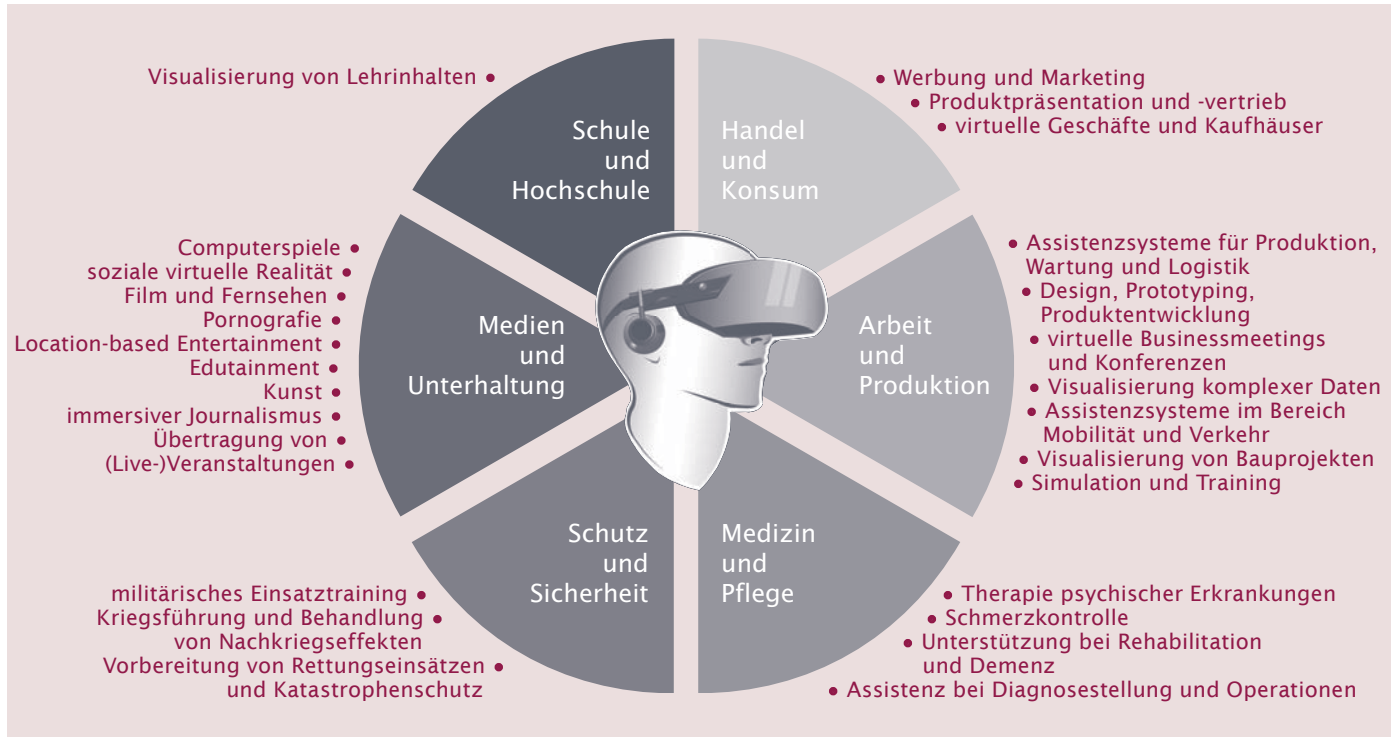 Visualisierung von Lehrinhalten •
Schule
und
Hochschule
Handel
und
Konsum
• Werbung und Marketing
• Produktpräsentation und -vertrieb
• virtuelle Geschäfte und Kaufhäuser
Arbeit
und
Produktion
• Assistenzsysteme für Produktion,
Wartung und Logistik
• Design, Prototyping,
Produktentwicklung
• virtuelle Businessmeetings
und Konferenzen
• Visualisierung komplexer Daten
• Assistenzsysteme im Bereich
Mobilität und Verkehr
• Visualisierung von Bauprojekten
• Simulation und Training
Medizin
und
Pflege
• Therapie psychischer Erkrankungen
• Schmerzkontrolle
• Unterstützung bei Rehabilitation
und Demenz
• Assistenz bei Diagnosestellung und Operationen
Schutz
und
Sicherheit
militärisches Einsatztraining •
Kriegsführung und Behandlung •
von Nachkriegseffekten
Vorbereitung von Rettungseinsätzen •
und Katastrophenschutz
Medien
und
Unterhaltung
Computerspiele •
soziale virtuelle Realität •
Film und Fernsehen •
Pornografie •
Location-based Entertainment •
Edutainment •
Kunst •
immersiver Journalismus •
Übertragung von •
(Live-)Veranstaltungen •